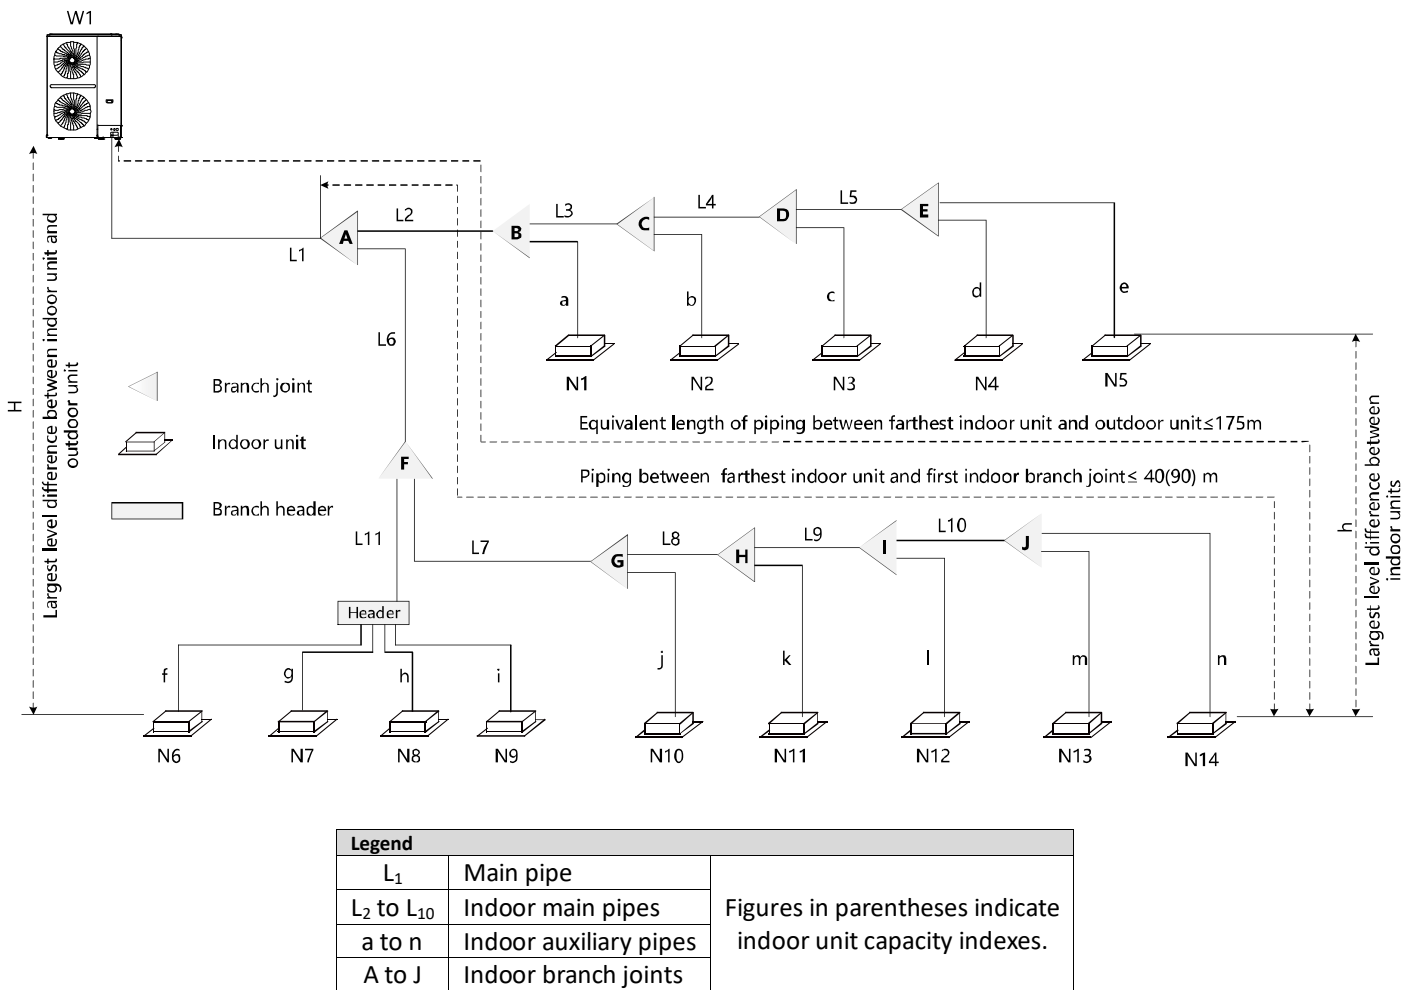 W1
L1
A
L2
B
L3
C
L4
D
L5
E
a
b
c
d
e
N1
N2
N3
N4
N5
L6
Branch joint
Indoor unit
Branch header
H
Largest level difference between indoor unit and
outdoor unit
Equivalent length of piping between farthest indoor unit and outdoor unit≤175m
Piping between farthest indoor unit and first indoor branch joint≤ 40(90) m
h
Largest level difference between
indoor units
F
L11
L7
G
L8
H
L9
I
L10
J
Header
f
g
h
i
j
k
l
m
n
N6
N7
N8
N9
N10
N11
N12
N13
N14
Legend
L1 Main pipe
L2 to L10 Indoor main pipes
a to n Indoor auxiliary pipes
A to J Indoor branch joints
Figures in parentheses indicate
indoor unit capacity indexes.